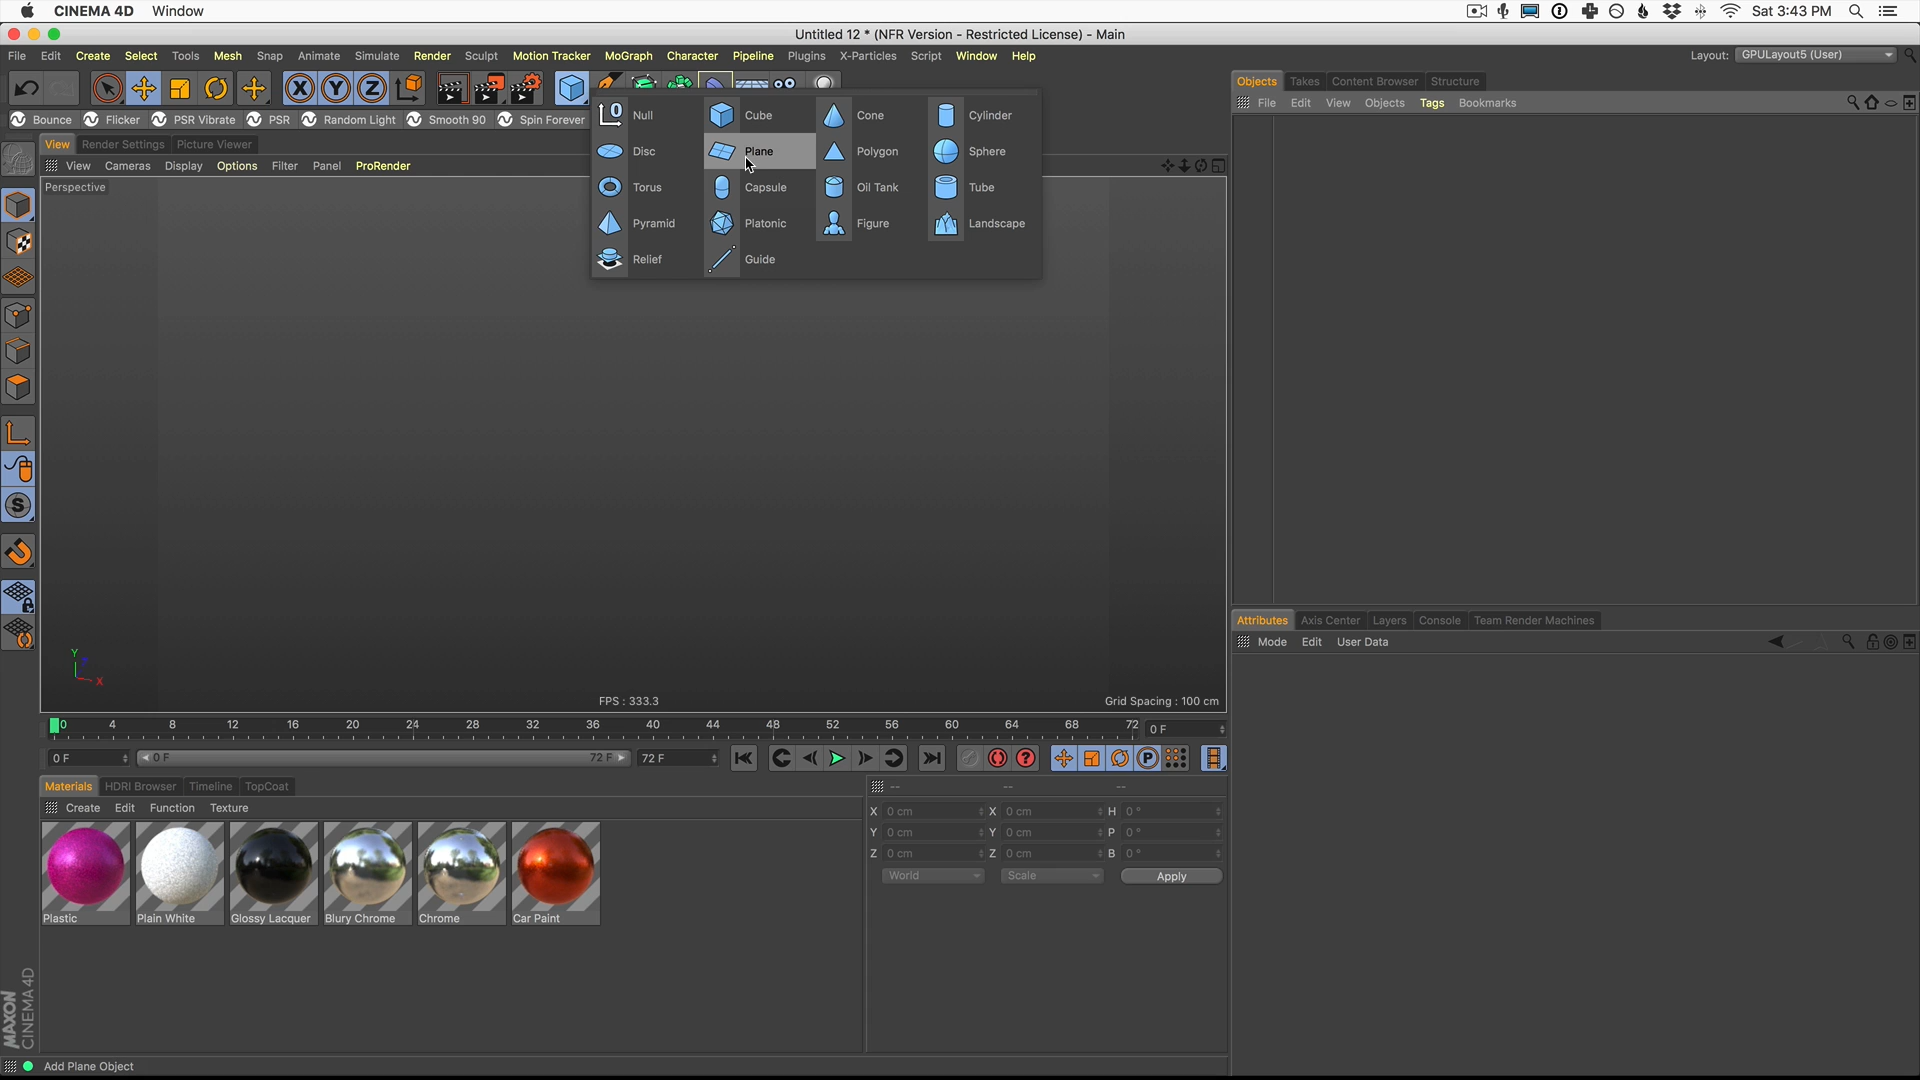 CINEMA 4D Window Sat 3:43 PM
Untitled 12 * (NFR Version - Restricted License) - Main
File Edit Create Select Tools Mesh Snap Animate Simulate Render Sculpt Motion Tracker MoGraph Character Pipeline Plugins X-Particles Script Window Help Layout: GPULayout5 (User)
Objects Takes Content Browser Structure
File Edit View Objects Tags Bookmarks
X Y Z
Bounce Flicker PSR Vibrate PSR Random Light Smooth 90 Spin Forever
0 Null Cube Cone Cylinder
Disc Plane Polygon Sphere
Torus Capsule Oil Tank Tube
Pyramid Platonic Figure Landscape
Relief Guide
View Render Settings Picture Viewer
View Cameras Display Options Filter Panel ProRender
Perspective
S
Y
Z
X
FPS : 333.3 Grid Spacing : 100 cm
0 4 8 12 16 20 24 28 32 36 40 44 48 52 56 60 64 68 72 0 F
0 F 0 F 72 F 72 F ? P
Attributes Axis Center Layers Console Team Render Machines
Mode Edit User Data
Materials HDRI Browser Timeline TopCoat
Create Edit Function Texture
Plastic Plain White Glossy Lacquer Blury Chrome Chrome Car Paint
-- -- --
X 0 cm X 0 cm H 0 °
Y 0 cm Y 0 cm P 0 °
Z 0 cm Z 0 cm B 0 °
World Scale Apply
MAXON
CINEMA 4D
Add Plane Object